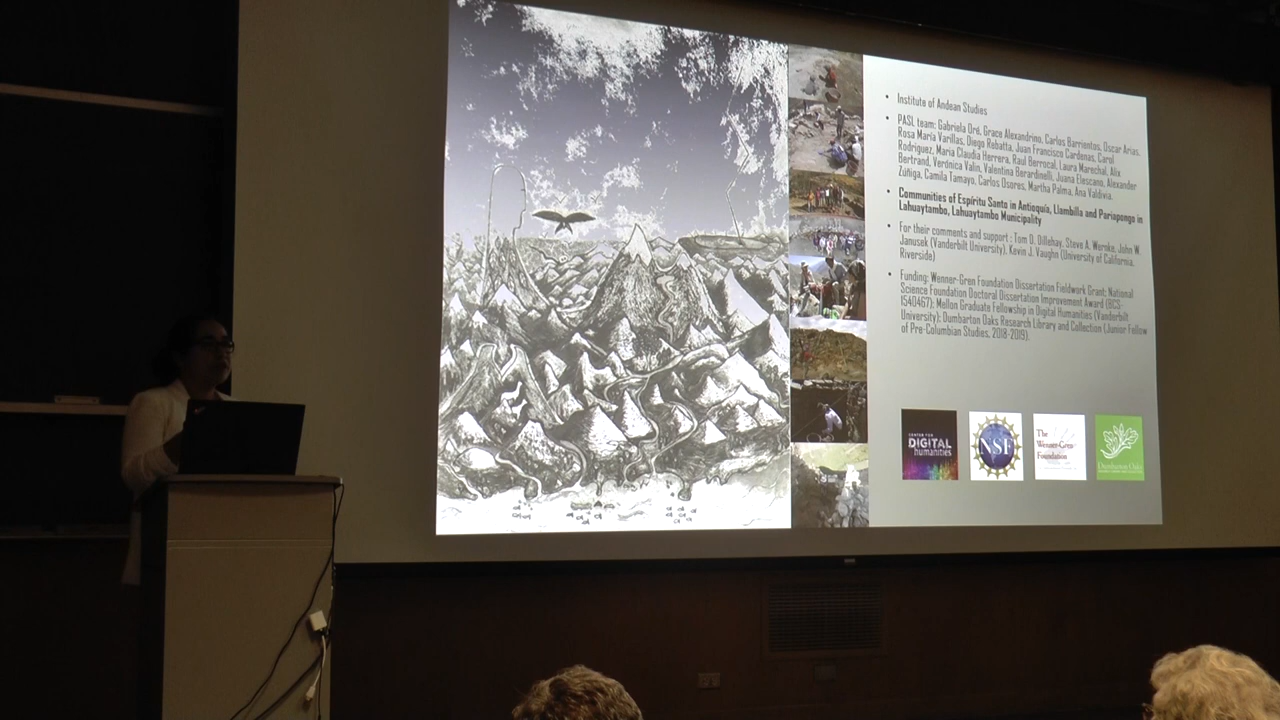 Institute of Andean Studies
PASL team: Gabriela Oré, Grace Alexandrino, Carlos Barrientos, Oscar Arias,
Rosa María Varillas, Diego Rebatta, Juan Francisco Cardenas, Carol
Rodriguez, Maria Claudia Herrera, Raul Berrocal, Laura Marechal, Alix
Bertrand, Verónica Valin, Valentina Berardinelli, Juana Elescano, Alexander
Zúñiga, Camila Tamayo, Carlos Osores, Martha Palma, Ana Valdivia.
Communities of Espíritu Santo in Antioquía, Llambilla and Pariapongo in
Lahuaytambo, Lahuaytambo Municipality
For their comments and support : Tom D. Dillehay, Steve A. Wernke, John W.
Janusek (Vanderbilt University), Kevin J. Vaughn (University of California,
Riverside)
Funding: Wenner-Gren Foundation Dissertation Fieldwork Grant; National
Science Foundation Doctoral Dissertation Improvement Award (BCS-
1540467); Mellon Graduate Fellowship in Digital Humanities (Vanderbilt
University); Dumbarton Oaks Research Library and Collection (Junior Fellow
of Pre-Columbian Studies, 2018-2019).
CENTER FOR
DIGITAL
humanities
NSF
The
Wenner-Gren
Foundation
Dumbarton Oaks